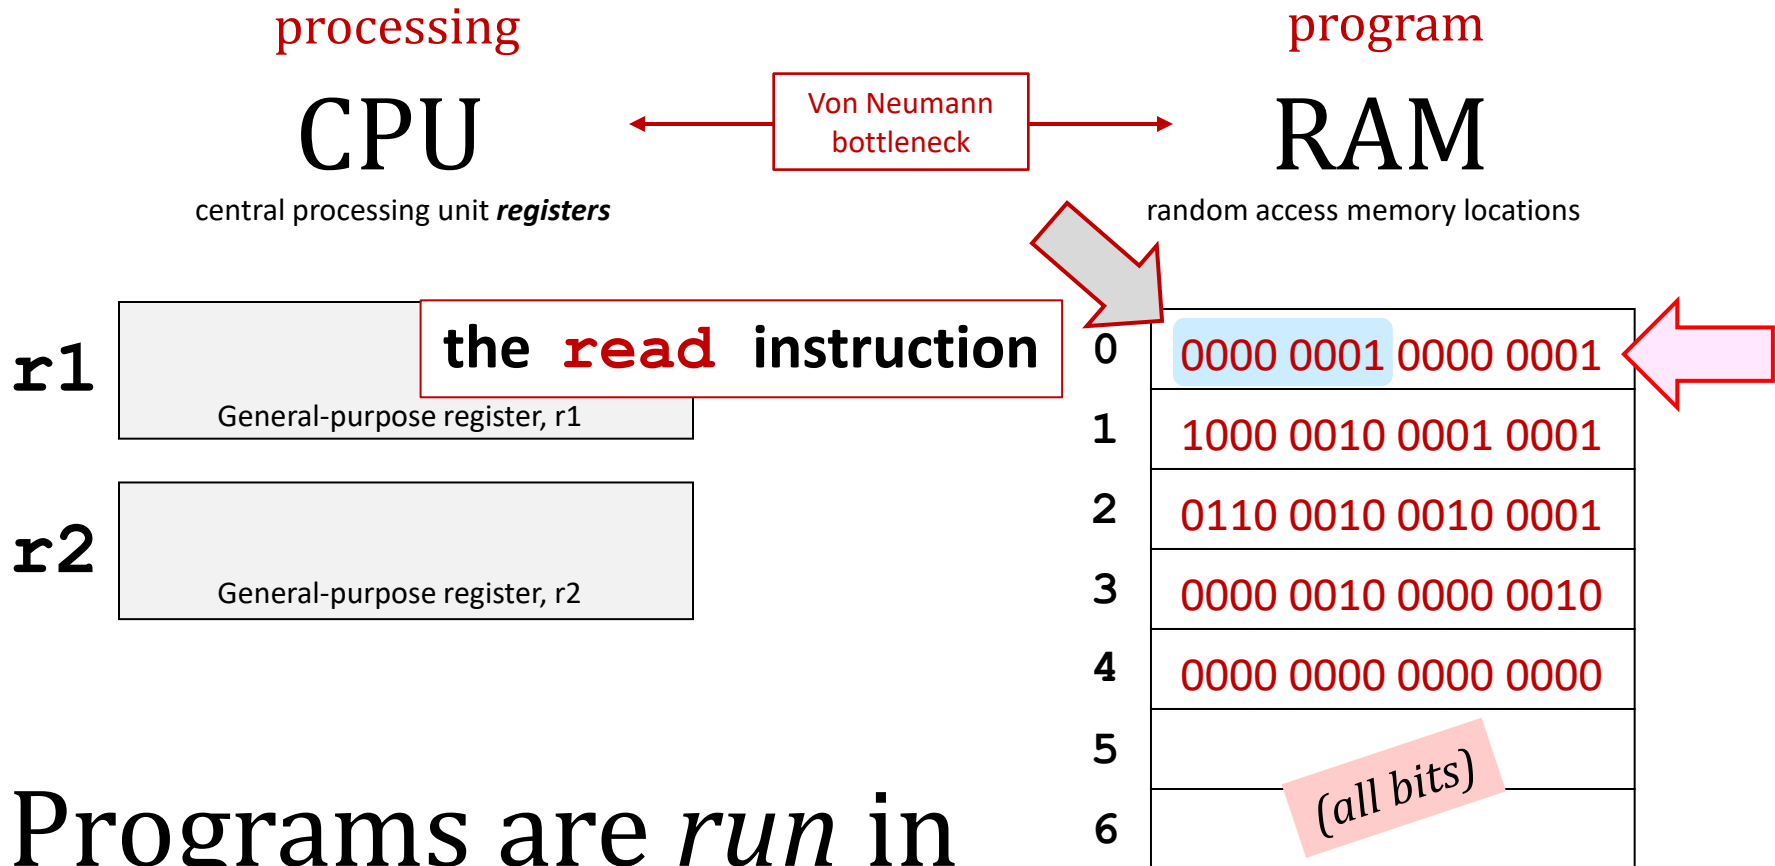 processing
program
CPU
Von Neumann
bottleneck
RAM
central processing unit registers
random access memory locations
r1
the read instruction
General-purpose register, r1
0 0000 0001 0000 0001
1 1000 0010 0001 0001
r2
General-purpose register, r2
2 0110 0010 0010 0001
3 0000 0010 0000 0010
4 0000 0000 0000 0000
5
(all bits)
6
Programs are run in